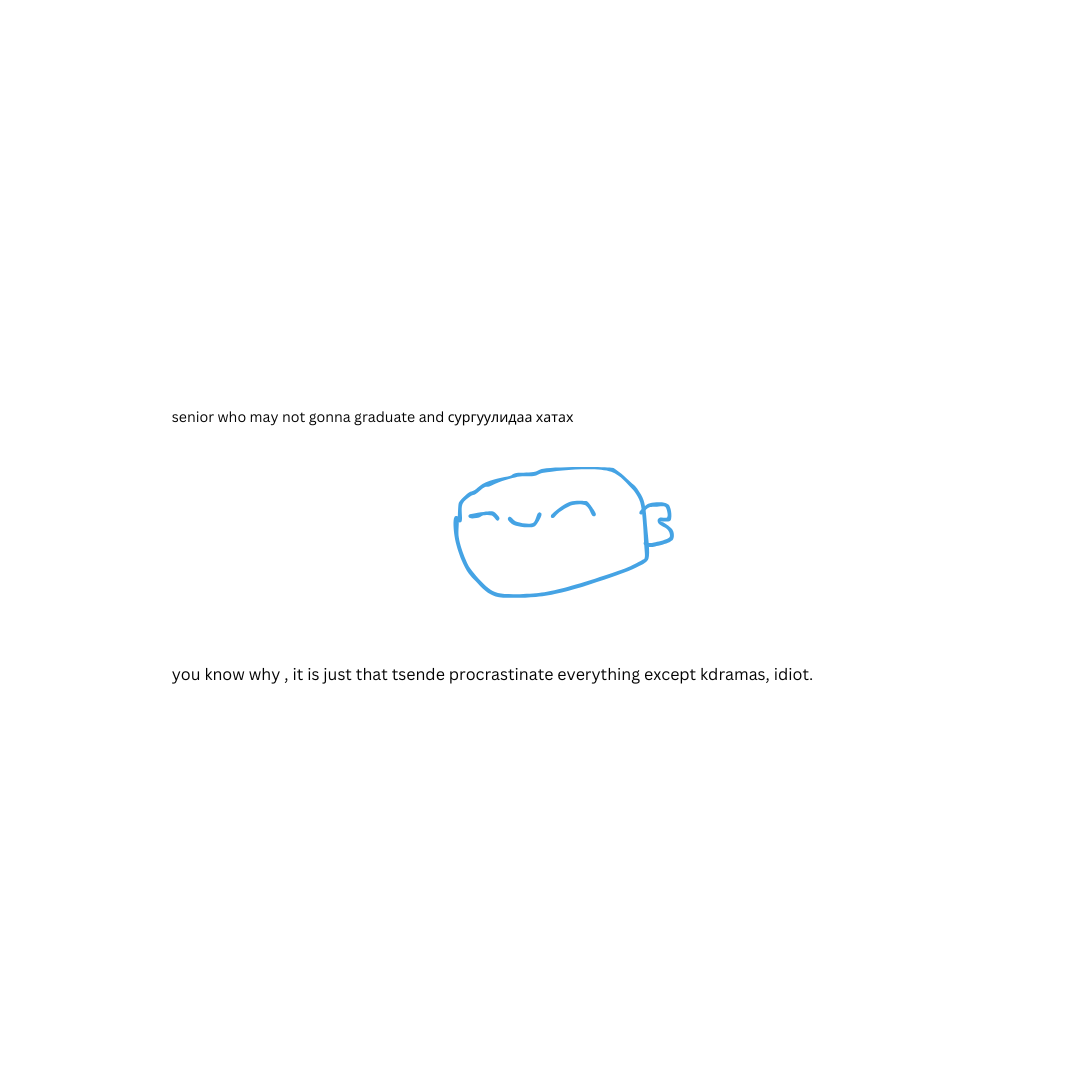 senior who may not gonna graduate and сургуулидаа хатах
you know why , it is just that tsende procrastinate everything except kdramas, idiot.